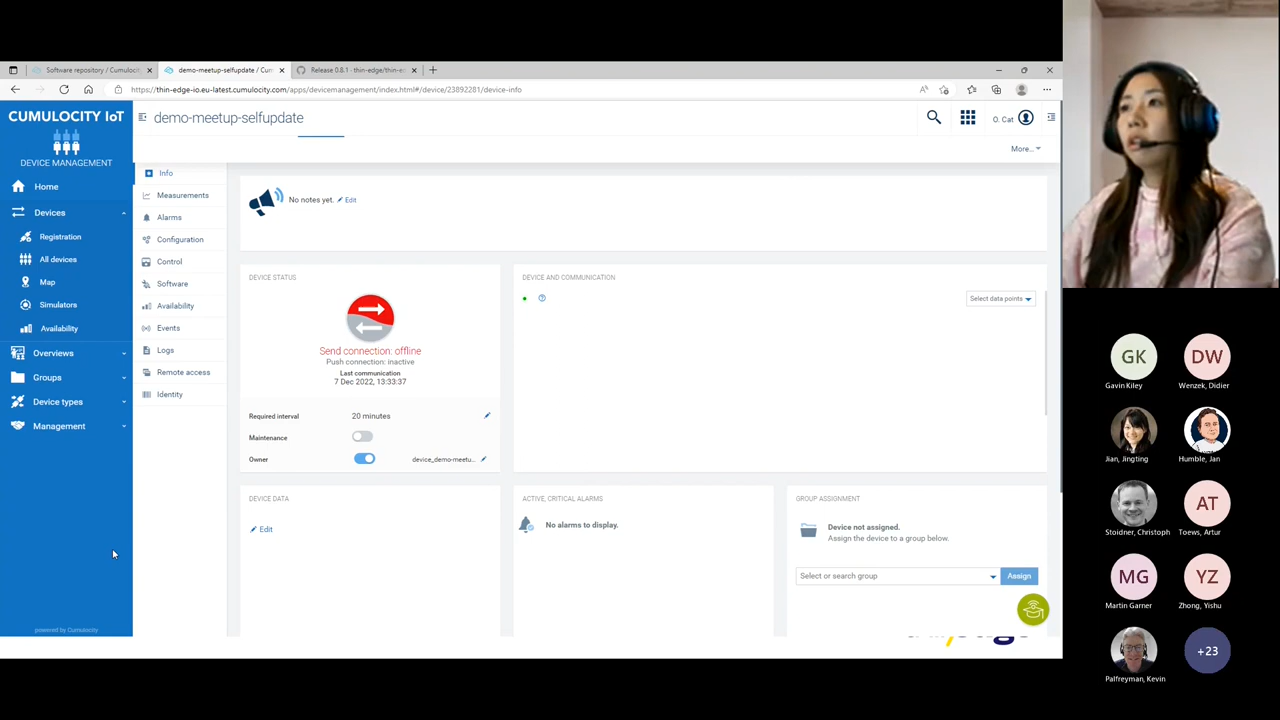 Software repository / Cumulocity
demo-meetup-selfupdate / Cum
Release 0.8.1 · thin-edge/thin-e
https://thin-edge-io.eu-latest.cumulocity.com/apps/devicemanagement/index.html#/device/23892281/device-info
CUMULOCITY IoT
DEVICE MANAGEMENT
Home
Devices
Registration
All devices
Map
Simulators
Availability
Overviews
Groups
Device types
Management
powered by Cumulocity
demo-meetup-selfupdate
O. Cat
More...
Info
Measurements
Alarms
Configuration
Control
Software
Availability
Events
Logs
Remote access
Identity
No notes yet. Edit
DEVICE STATUS
Send connection: offline
Push connection: inactive
Last communication
7 Dec 2022, 13:33:37
Required interval 20 minutes
Maintenance
Owner device_demo-meetu...
DEVICE AND COMMUNICATION
Select data points
DEVICE DATA
Edit
ACTIVE, CRITICAL ALARMS
No alarms to display.
GROUP ASSIGNMENT
Device not assigned.
Assign the device to a group below.
Select or search group Assign
GK DW
Gavin Kiley Wenzek, Didier
Jian, Jingting Humble, Jan
AT
Stoidner, Christoph Toews, Artur
MG YZ
Martin Garner Zhong, Yishu
+23
Palfreyman, Kevin